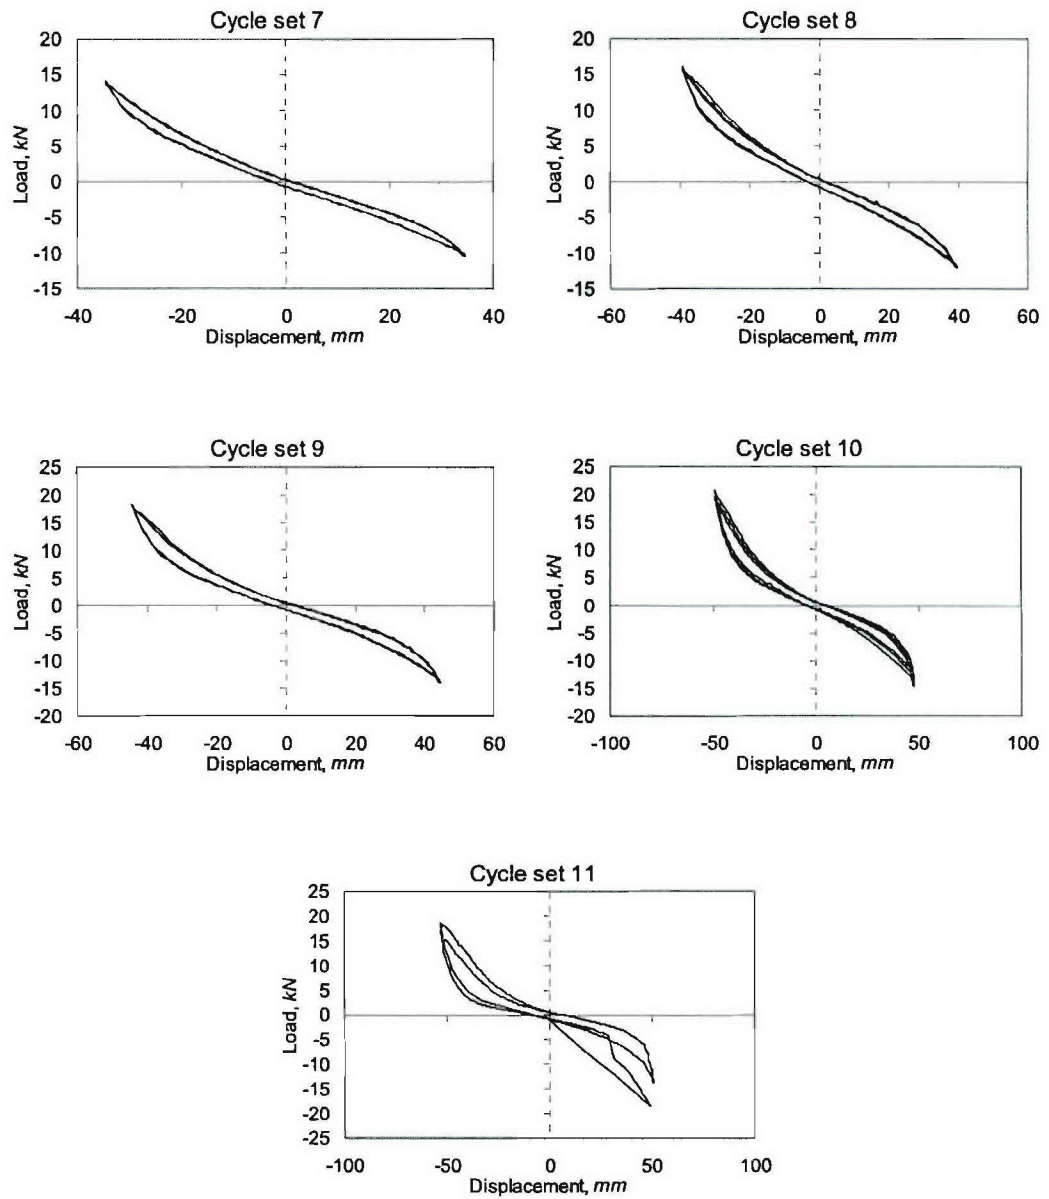 Cycle set 7
20
15
10
5
0
-5
-10
-15
Load, kN
-40 -20 0 20 40
Displacement, mm
Cycle set 8
20
15
10
5
0
-5
-10
-15
Load, kN
-60 -40 -20 0 20 40 60
Displacement, mm
Cycle set 9
25
20
15
10
5
0
-5
-10
-15
-20
Load, kN
-60 -40 -20 0 20 40 60
Displacement, mm
Cycle set 10
25
20
15
10
5
0
-5
-10
-15
-20
Load, kN
-100 -50 0 50 100
Displacement, mm
Cycle set 11
25
20
15
10
5
0
-5
-10
-15
-20
-25
Load, kN
-100 -50 0 50 100
Displacement, mm